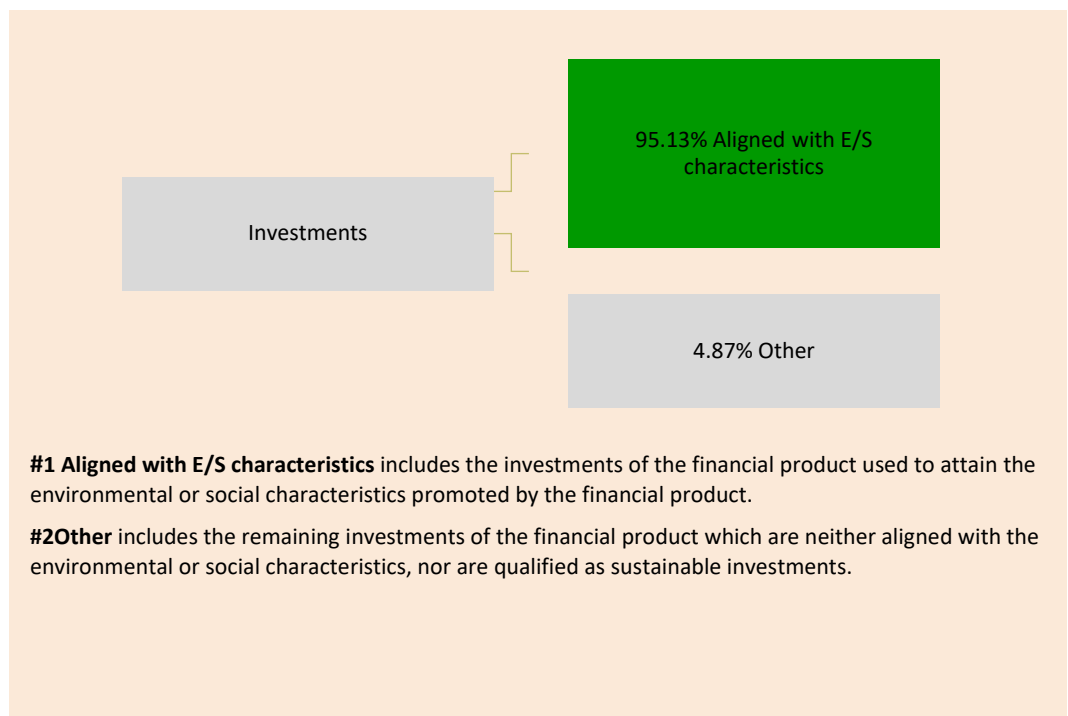 95.13% Aligned with E/S
characteristics
Investments
4.87% Other
#1 Aligned with E/S characteristics includes the investments of the financial product used to attain the
environmental or social characteristics promoted by the financial product.
#2Other includes the remaining investments of the financial product which are neither aligned with the
environmental or social characteristics, nor are qualified as sustainable investments.